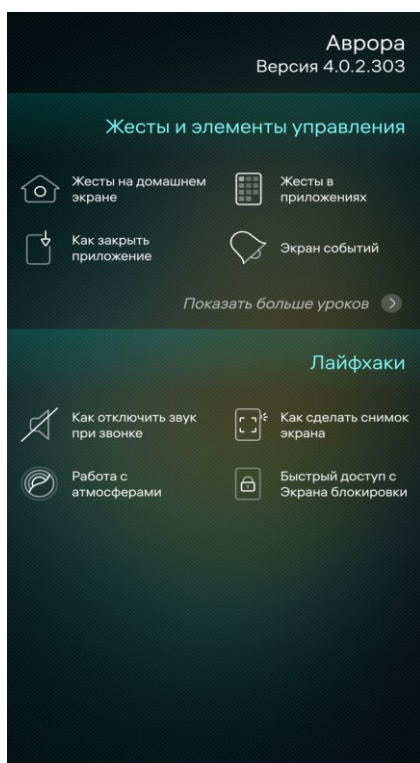 Аврора
Версия 4.0.2.303
Жесты и элементы управления
Жесты на домашнем
экране
Жесты в
приложениях
Как закрыть
приложение
Экран событий
Показать больше уроков
Лайфхаки
Как отключить звук
при звонке
Как сделать снимок
экрана
Работа с
атмосферами
Быстрый доступ с
Экрана блокировки